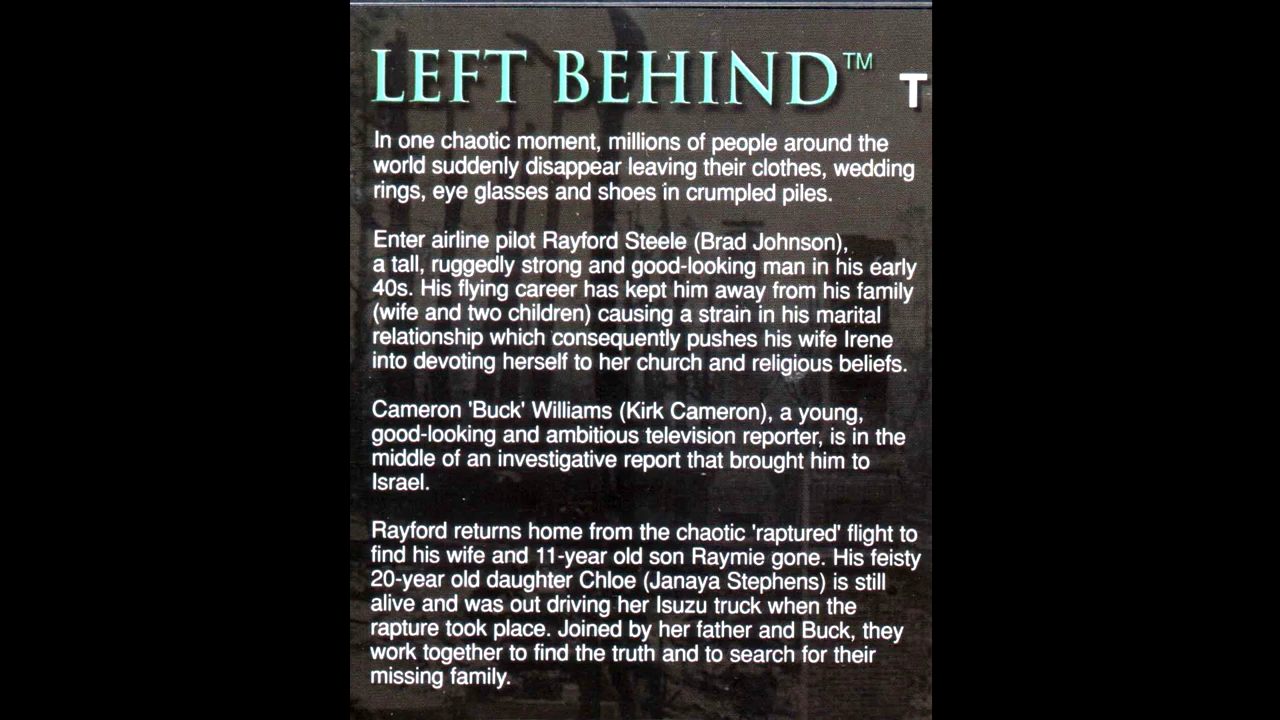 LEFT BEHIND™ T
In one chaotic moment, millions of people around the
world suddenly disappear leaving their clothes, wedding
rings, eye glasses and shoes in crumpled piles.
Enter airline pilot Rayford Steele (Brad Johnson),
a tall, ruggedly strong and good-looking man in his early
40s. His flying career has kept him away from his family
(wife and two children) causing a strain in his marital
relationship which consequently pushes his wife Irene
into devoting herself to her church and religious beliefs.
Cameron 'Buck' Williams (Kirk Cameron), a young,
good-looking and ambitious television reporter, is in the
middle of an investigative report that brought him to
Israel.
Rayford returns home from the chaotic 'raptured' flight to
find his wife and 11-year old son Raymie gone. His feisty
20-year old daughter Chloe (Janaya Stephens) is still
alive and was out driving her Isuzu truck when the
rapture took place. Joined by her father and Buck, they
work together to find the truth and to search for their
missing family.